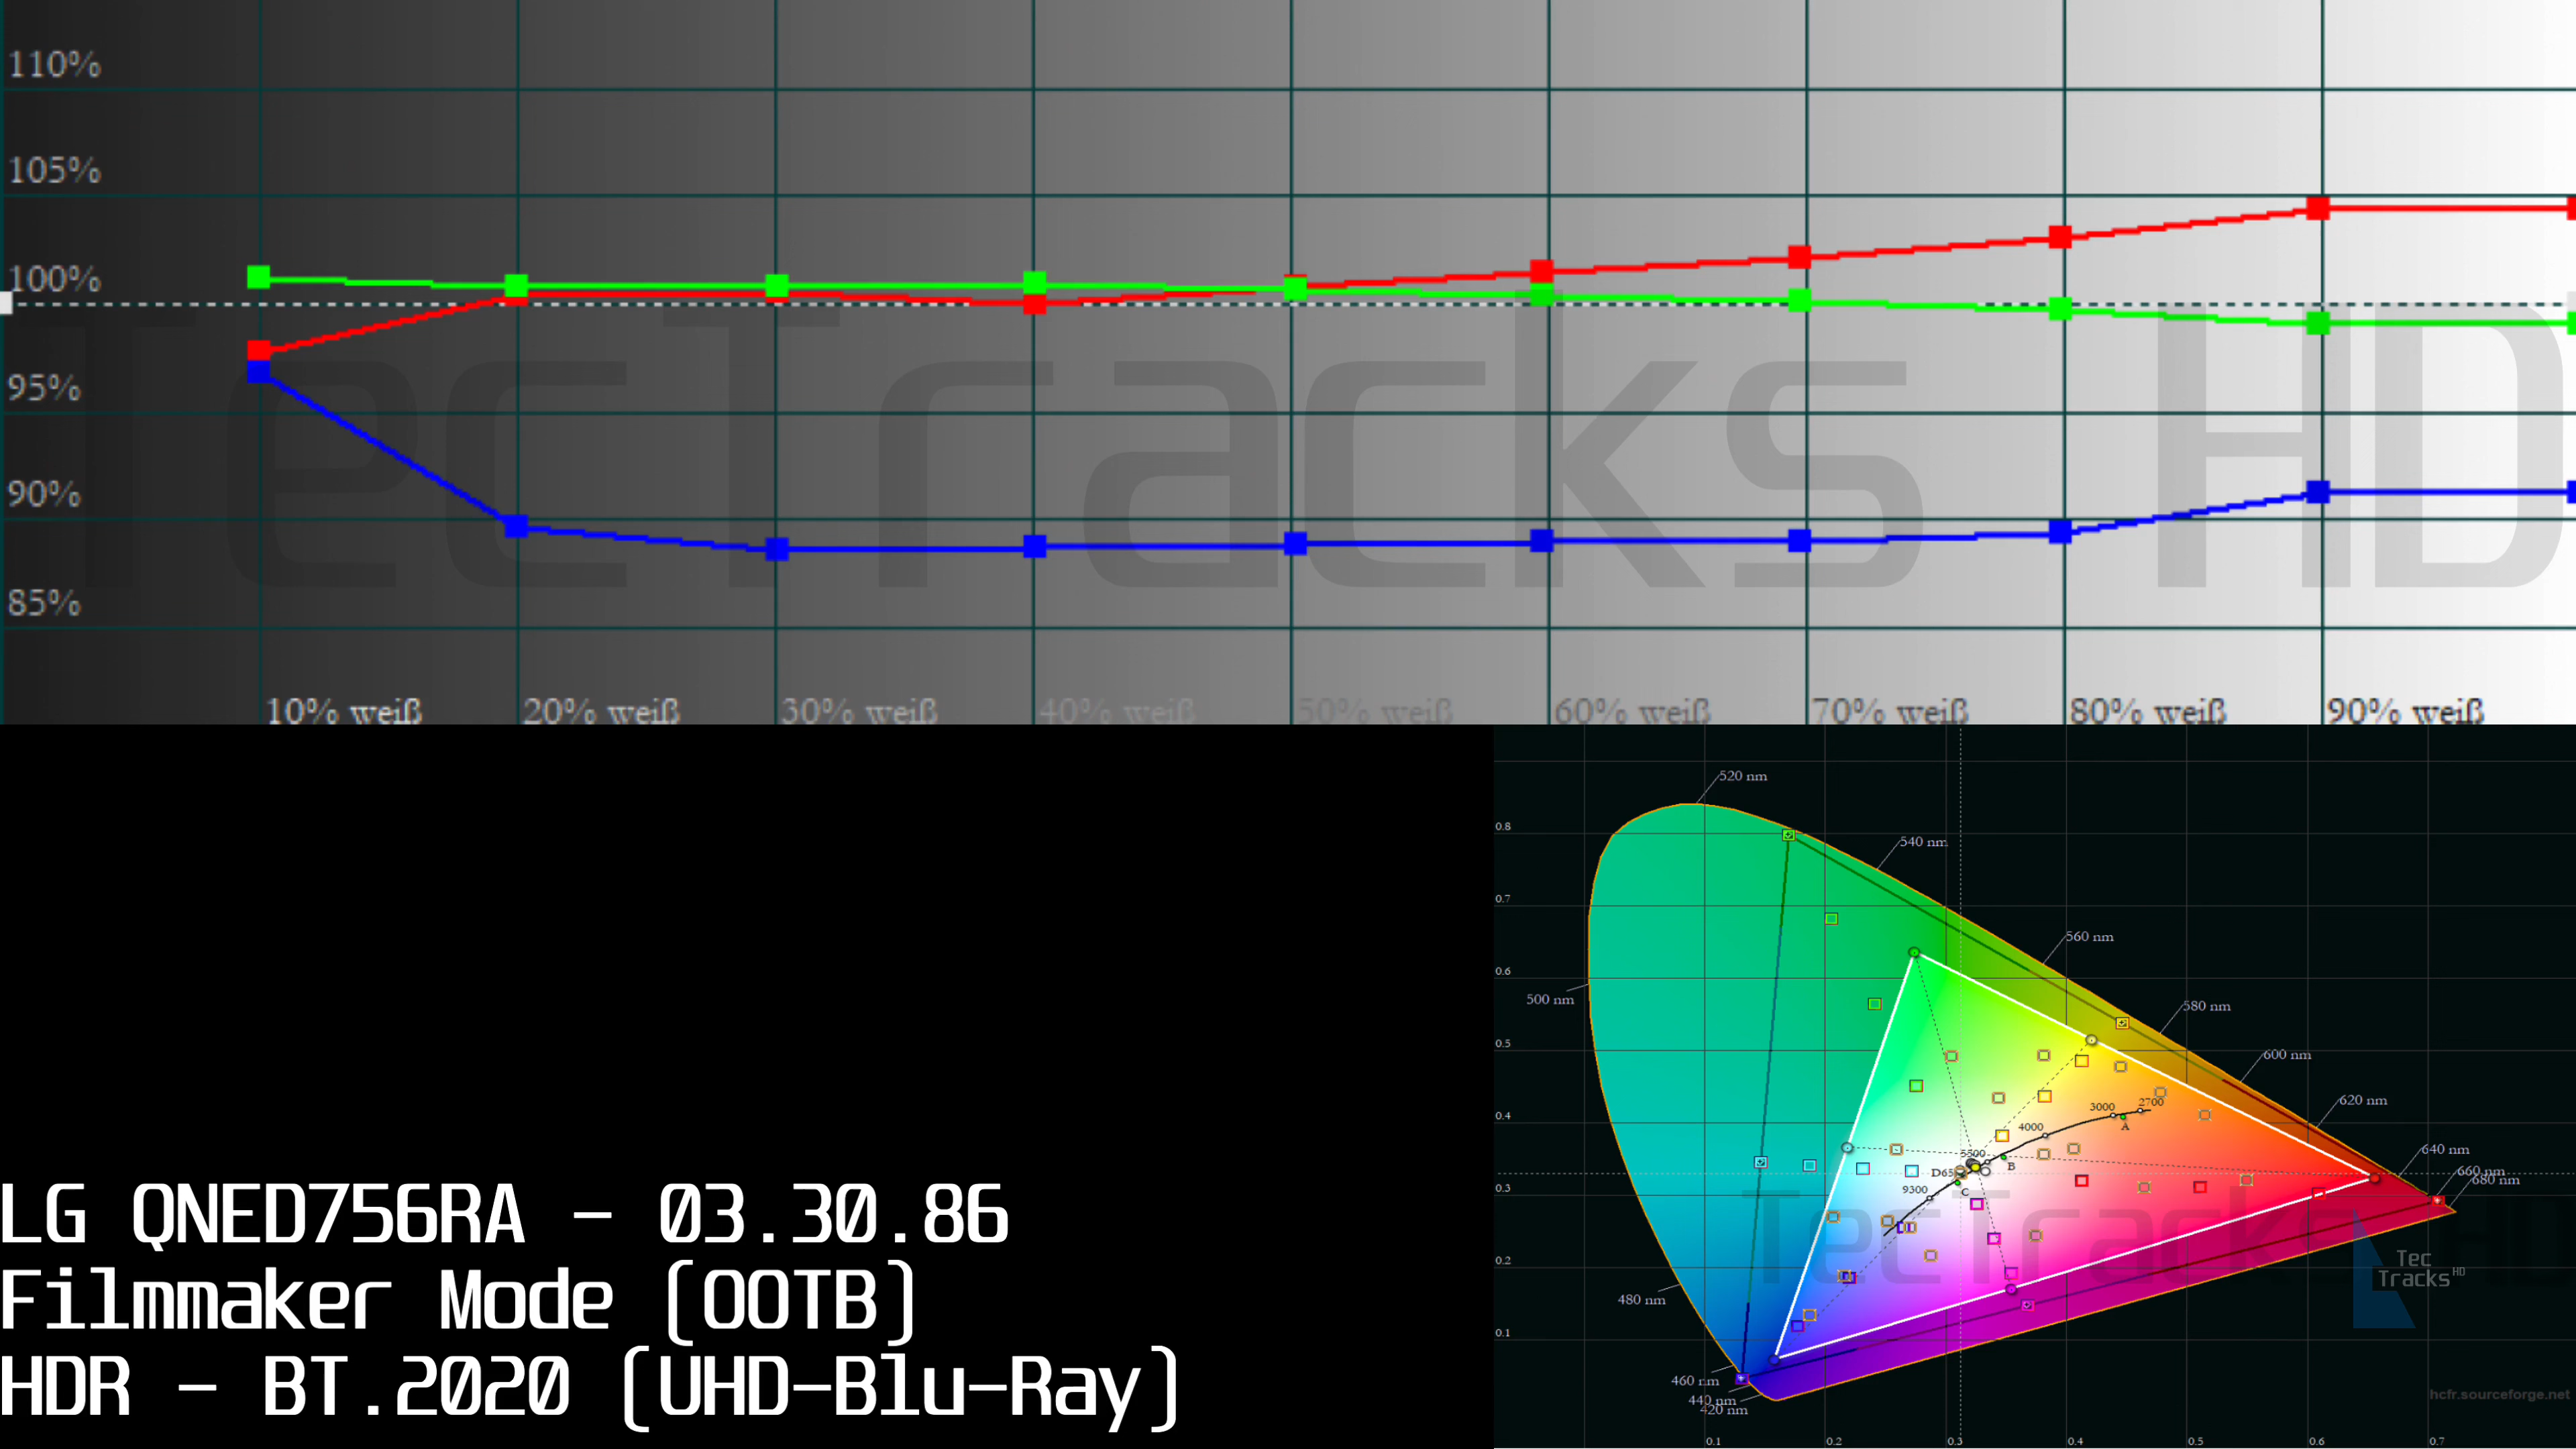 110%
105%
100%
95%
90%
85%
10% weiß
20% weiß
30% weiß
40% weiß
50% weiß
60% weiß
70% weiß
80% weiß
90% weiß
TecTracks HD
LG QNED756RA - 03.30.86
Filmmaker Mode (OOTB)
HDR - BT.2020 (UHD-Blu-Ray)
520 nm
540 nm
560 nm
580 nm
600 nm
620 nm
640 nm
660 nm
680 nm
500 nm
480 nm
460 nm
440 nm
420 nm
0.8
0.7
0.6
0.5
0.4
0.3
0.2
0.1
0.1
0.2
0.3
0.4
0.5
0.6
0.7
2700
3000
A
4000
5500
B
D65
C
9300
TecTracks HD
Tec
Tracks HD
hcfr.sourceforge.net